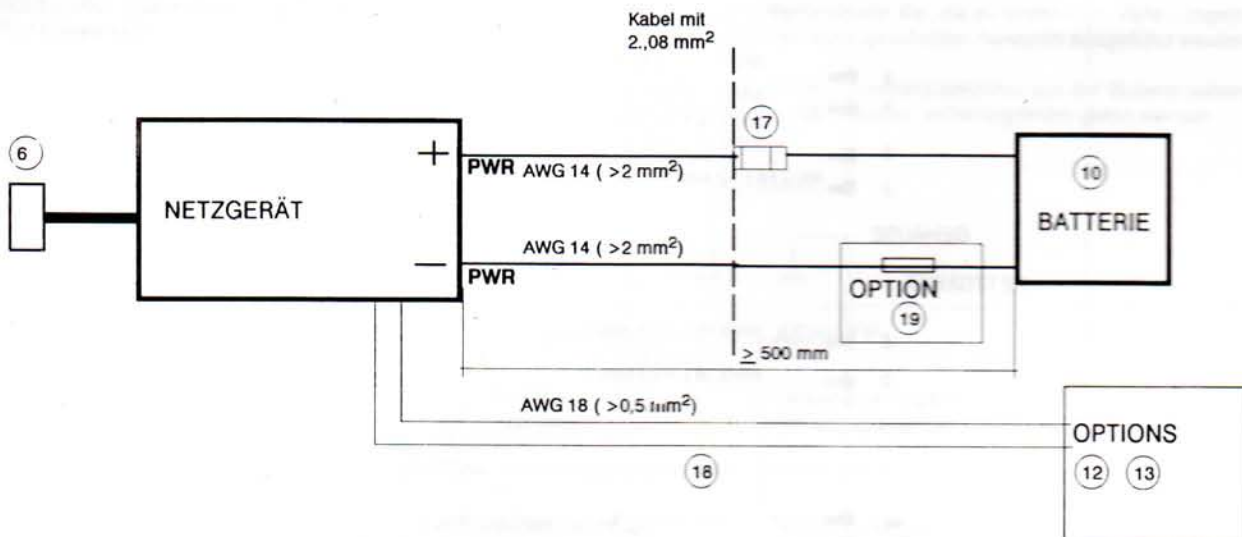 Kabel mit
2.,08 mm²
17
6
+
PWR AWG 14 ( >2 mm²)
10
NETZGERÄT
BATTERIE
AWG 14 ( >2 mm²)
—
PWR
OPTION
19
≥ 500 mm
AWG 18 ( >0,5 mm²)
OPTIONS
18
12 13